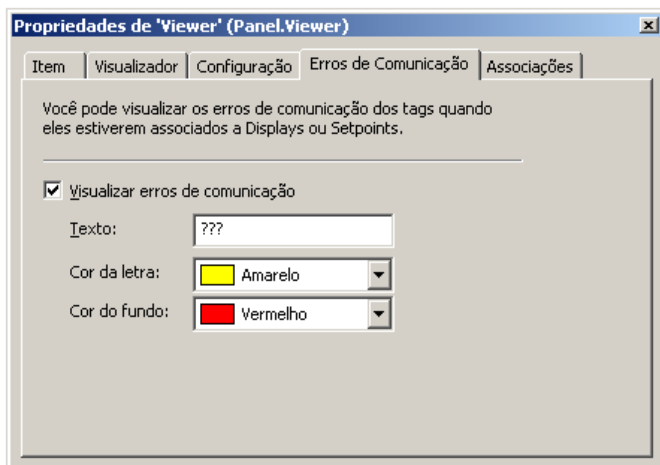 Propriedades de 'Viewer' (Panel.Viewer)
Item Visualizador Configuração Erros de Comunicação Associações
Você pode visualizar os erros de comunicação dos tags quando
eles estiverem associados a Displays ou Setpoints.
Visualizar erros de comunicação
Texto: ???
Cor da letra: Amarelo
Cor do fundo: Vermelho